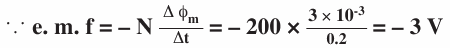 ∵ e. m. f = – N Δ ϕm / Δt = – 200 × 3 × 10⁻³ / 0.2 = – 3 V